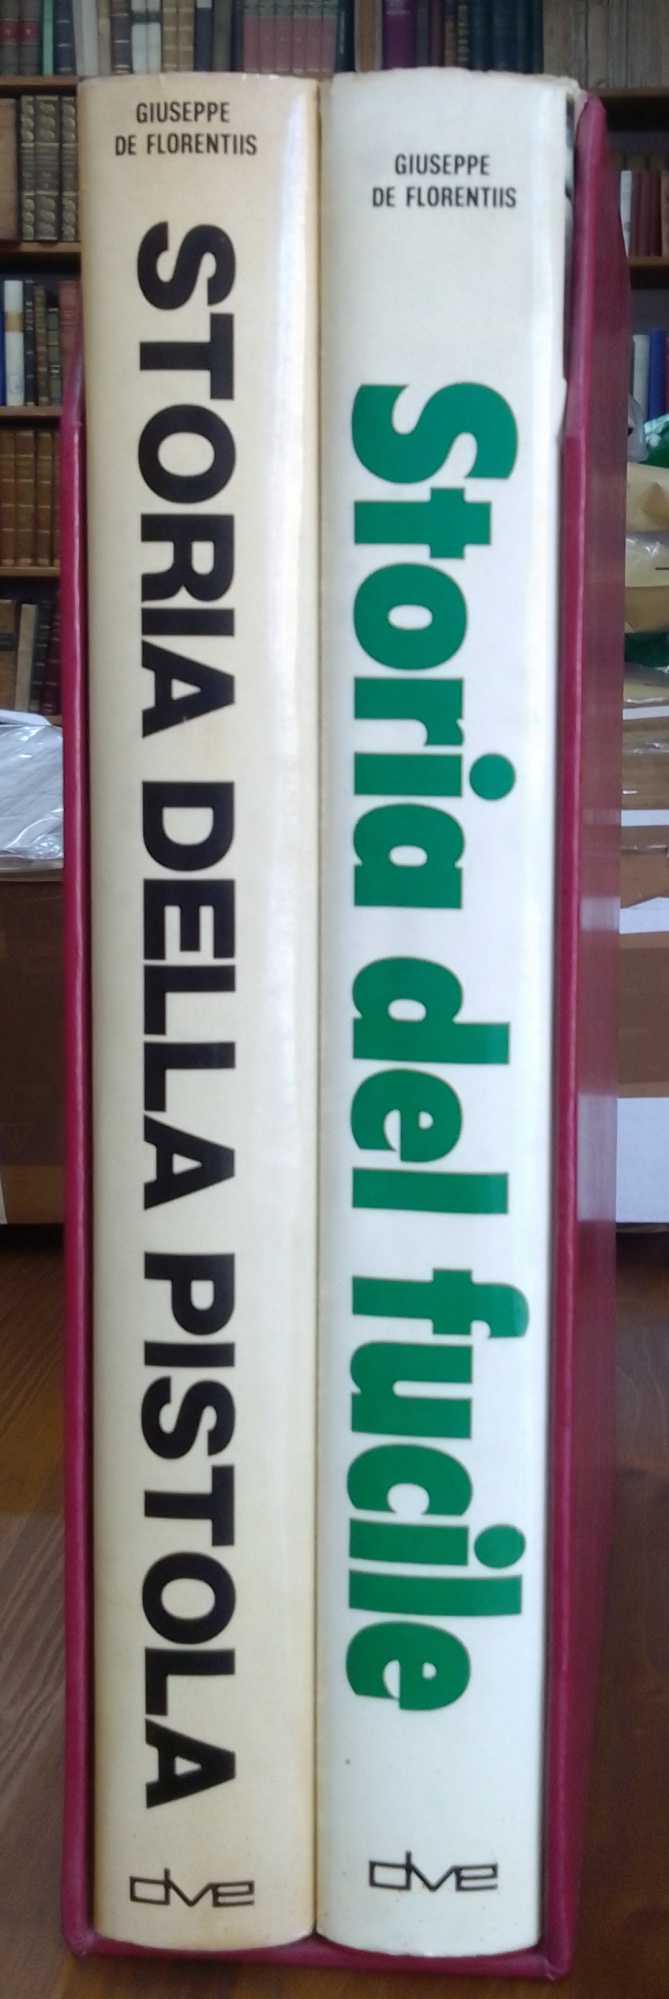 GIUSEPPE
DE FLORENTIIS
STORIA DELLA PISTOLA
dve
GIUSEPPE
DE FLORENTIIS
Storia del fucile
dve